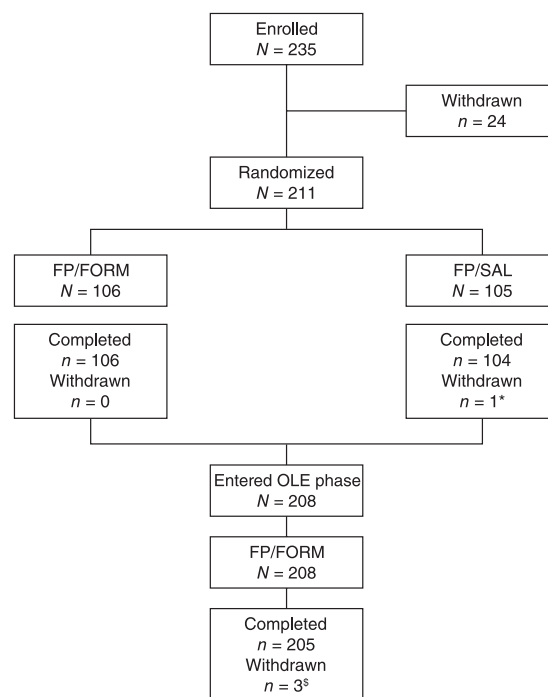 Enrolled
N = 235
Withdrawn
n = 24
Randomized
N = 211
FP/FORM
N = 106
FP/SAL
N = 105
Completed
n = 106
Withdrawn
n = 0
Completed
n = 104
Withdrawn
n = 1*
Entered OLE phase
N = 208
FP/FORM
N = 208
Completed
n = 205
Withdrawn
n = 3$